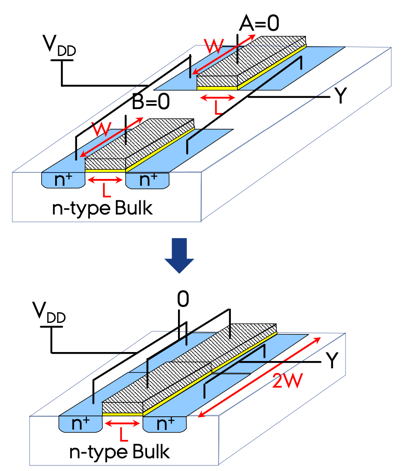 A=0
VDD
W
B=0
Y
L
W
n+ L n+
n-type Bulk
0
VDD
Y
2W
n+ L n+
n-type Bulk